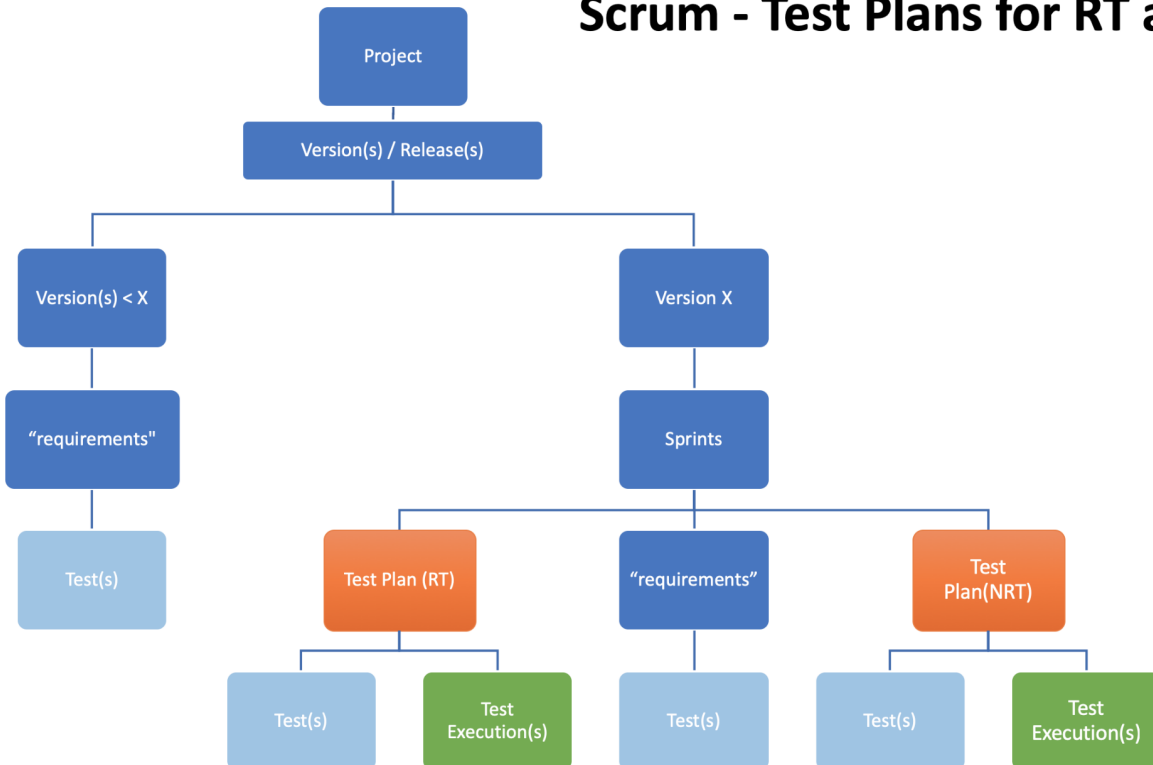 Scrum - Test Plans for RT a
Project
Version(s) / Release(s)
Version(s) < X
Version X
“requirements"
Sprints
Test(s)
Test Plan (RT)
“requirements”
Test
Plan(NRT)
Test(s)
Test
Execution(s)
Test(s)
Test(s)
Test
Execution(s)